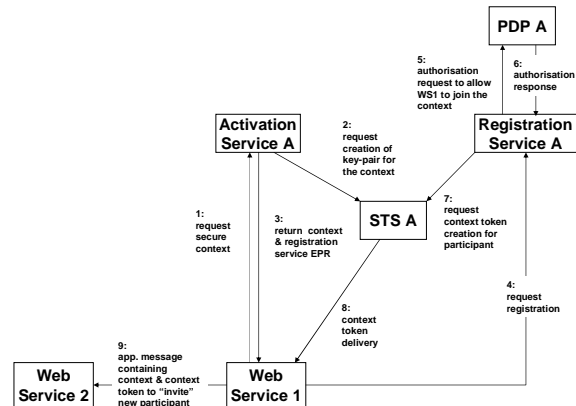 PDP A
5:
authorisation
request to allow
WS1 to join the
context
6:
authorisation
response
Activation
Service A
2:
request
creation of
key-pair for
the context
Registration
Service A
1:
request
secure
context
3:
return context
& registration
service EPR
STS A
7:
request
context token
creation for
participant
4:
request
registration
8:
context
token
delivery
9:
app. message
containing
context & context
token to “invite”
new participant
Web
Service 2
Web
Service 1